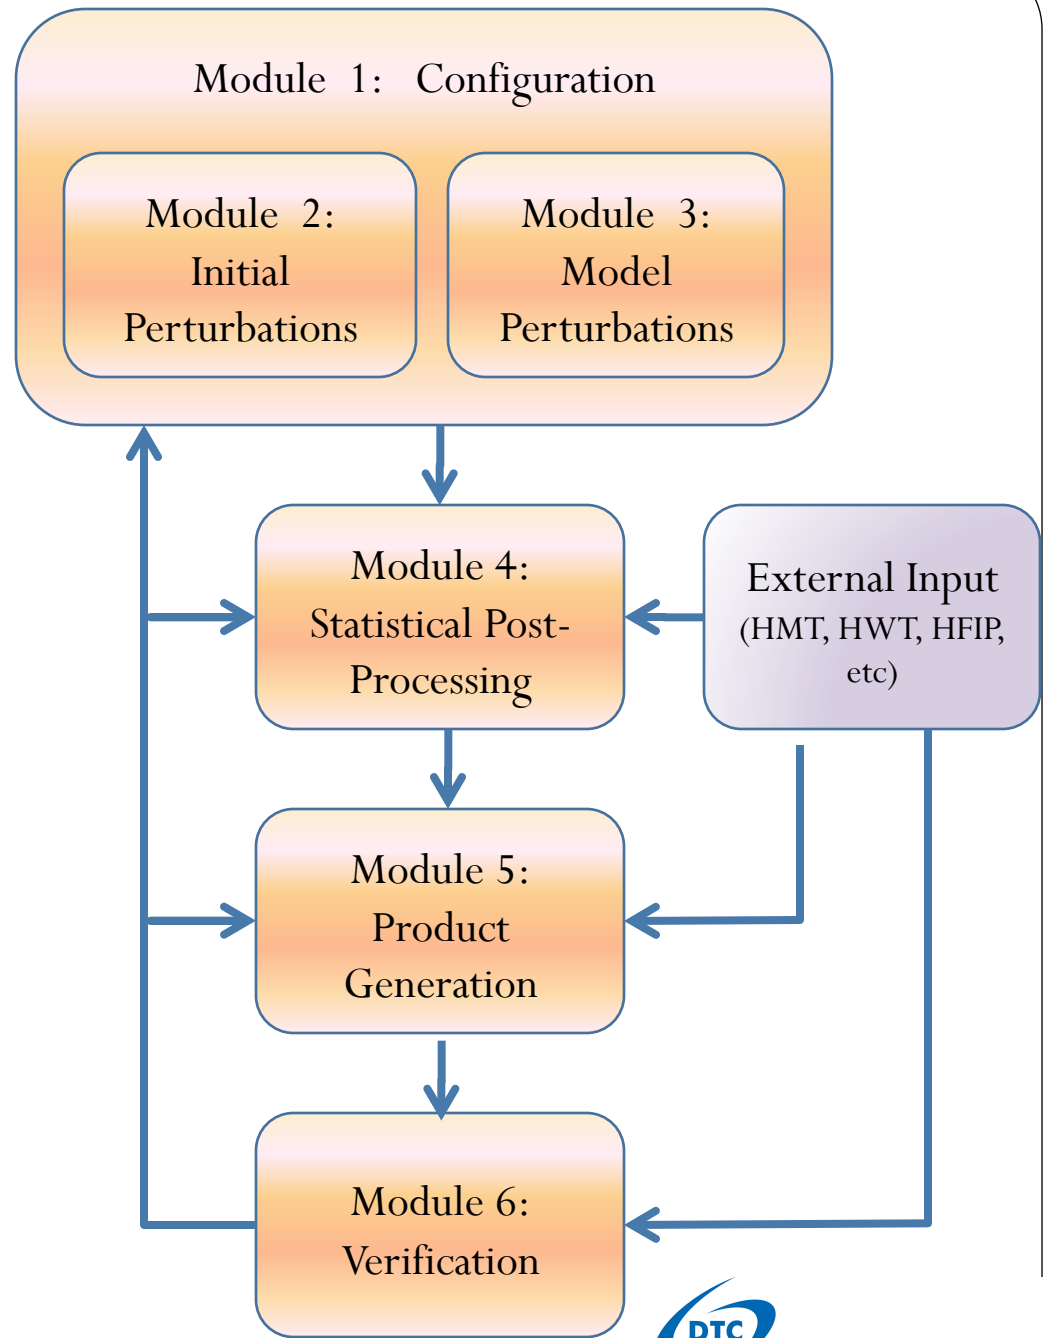 Module 1: Configuration
Module 2:
Initial
Perturbations
Module 3:
Model
Perturbations
Module 4:
Statistical Post-
Processing
External Input
(HMT, HWT, HFIP,
etc)
Module 5:
Product
Generation
Module 6:
Verification
DTC